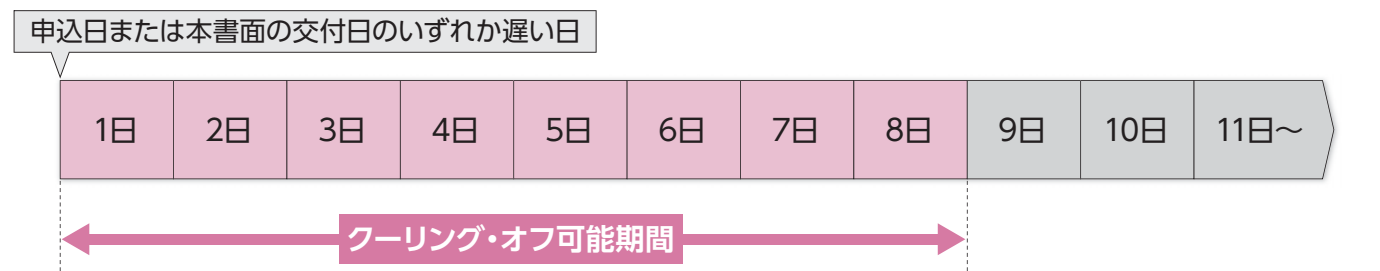 申込日または本書面の交付日のいずれか遅い日
1日 2日 3日 4日 5日 6日 7日 8日 9日 10日 11日～
クーリング・オフ可能期間